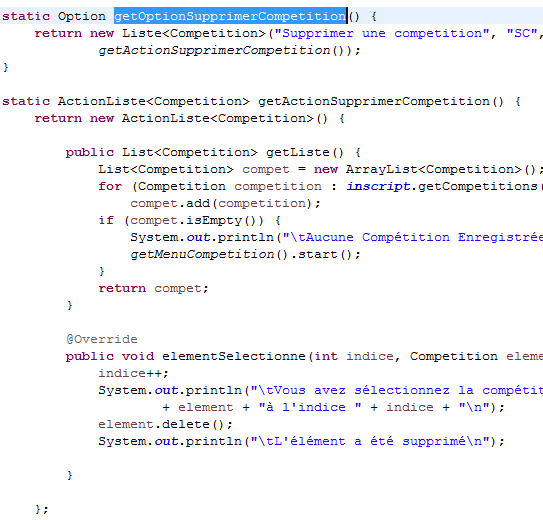 static Option getOptionSupprimerCompetition() {
return new Liste<Competition>("Supprimer une competition", "SC",
getActionSupprimerCompetition());
}
static ActionListe<Competition> getActionSupprimerCompetition() {
return new ActionListe<Competition>() {
public List<Competition> getListe() {
List<Competition> compet = new ArrayList<Competition>();
for (Competition competition : inscript.getCompetitions(
compet.add(competition);
if (compet.isEmpty()) {
System.out.println("\tAucune Compétition Enregistrée
getMenuCompetition().start();
}
return compet;
}
@Override
public void elementSelectionne(int indice, Competition eleme
indice++;
System.out.println("\tVous avez sélectionnez la compétit
+ element + "à l'indice " + indice + "\n");
element.delete();
System.out.println("\tL'élément a été supprimé\n");
}
};